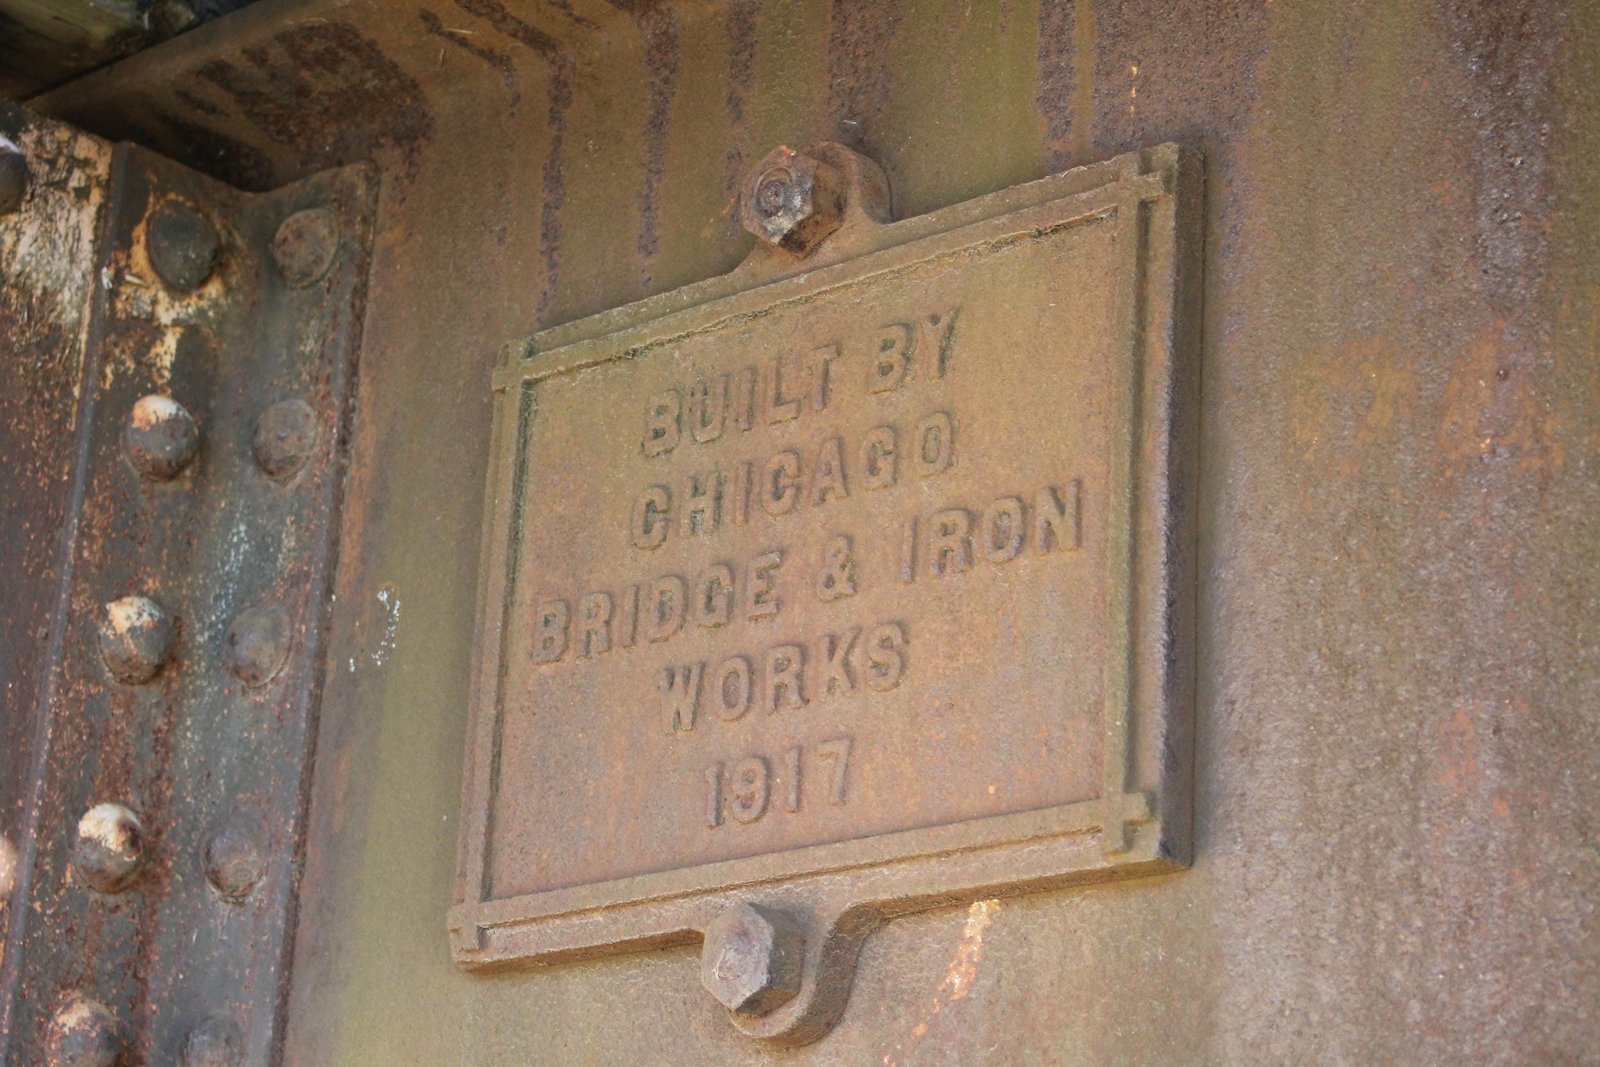 BUILT BY
CHICAGO
BRIDGE & IRON
WORKS
1917